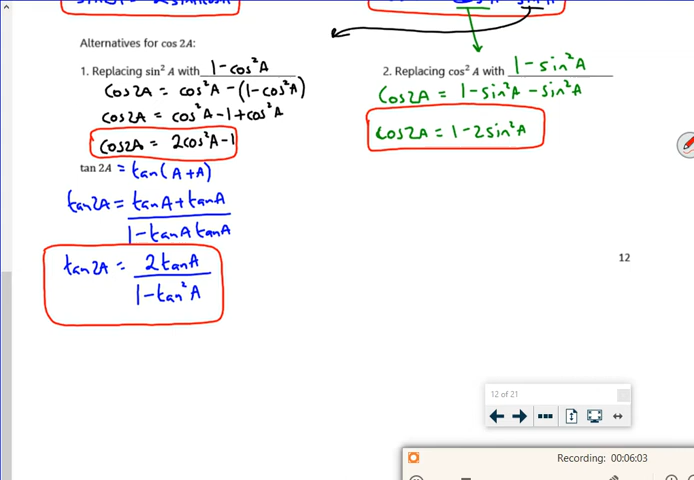 Alternatives for cos 2A:
1. Replacing sin² A with 1-cos²A
cos2A = cos²A - (1-cos²A)
cos2A = cos²A - 1 + cos²A
cos2A = 2cos²A - 1
2. Replacing cos² A with 1-sin²A
cos2A = 1-sin²A - sin²A
cos2A = 1-2sin²A
tan 2A = tan(A+A)
tan2A = tanA + tanA
1-tanA tanA
tan2A = 2tanA
1-tan²A
12
12 of 21
Recording: 00:06:03